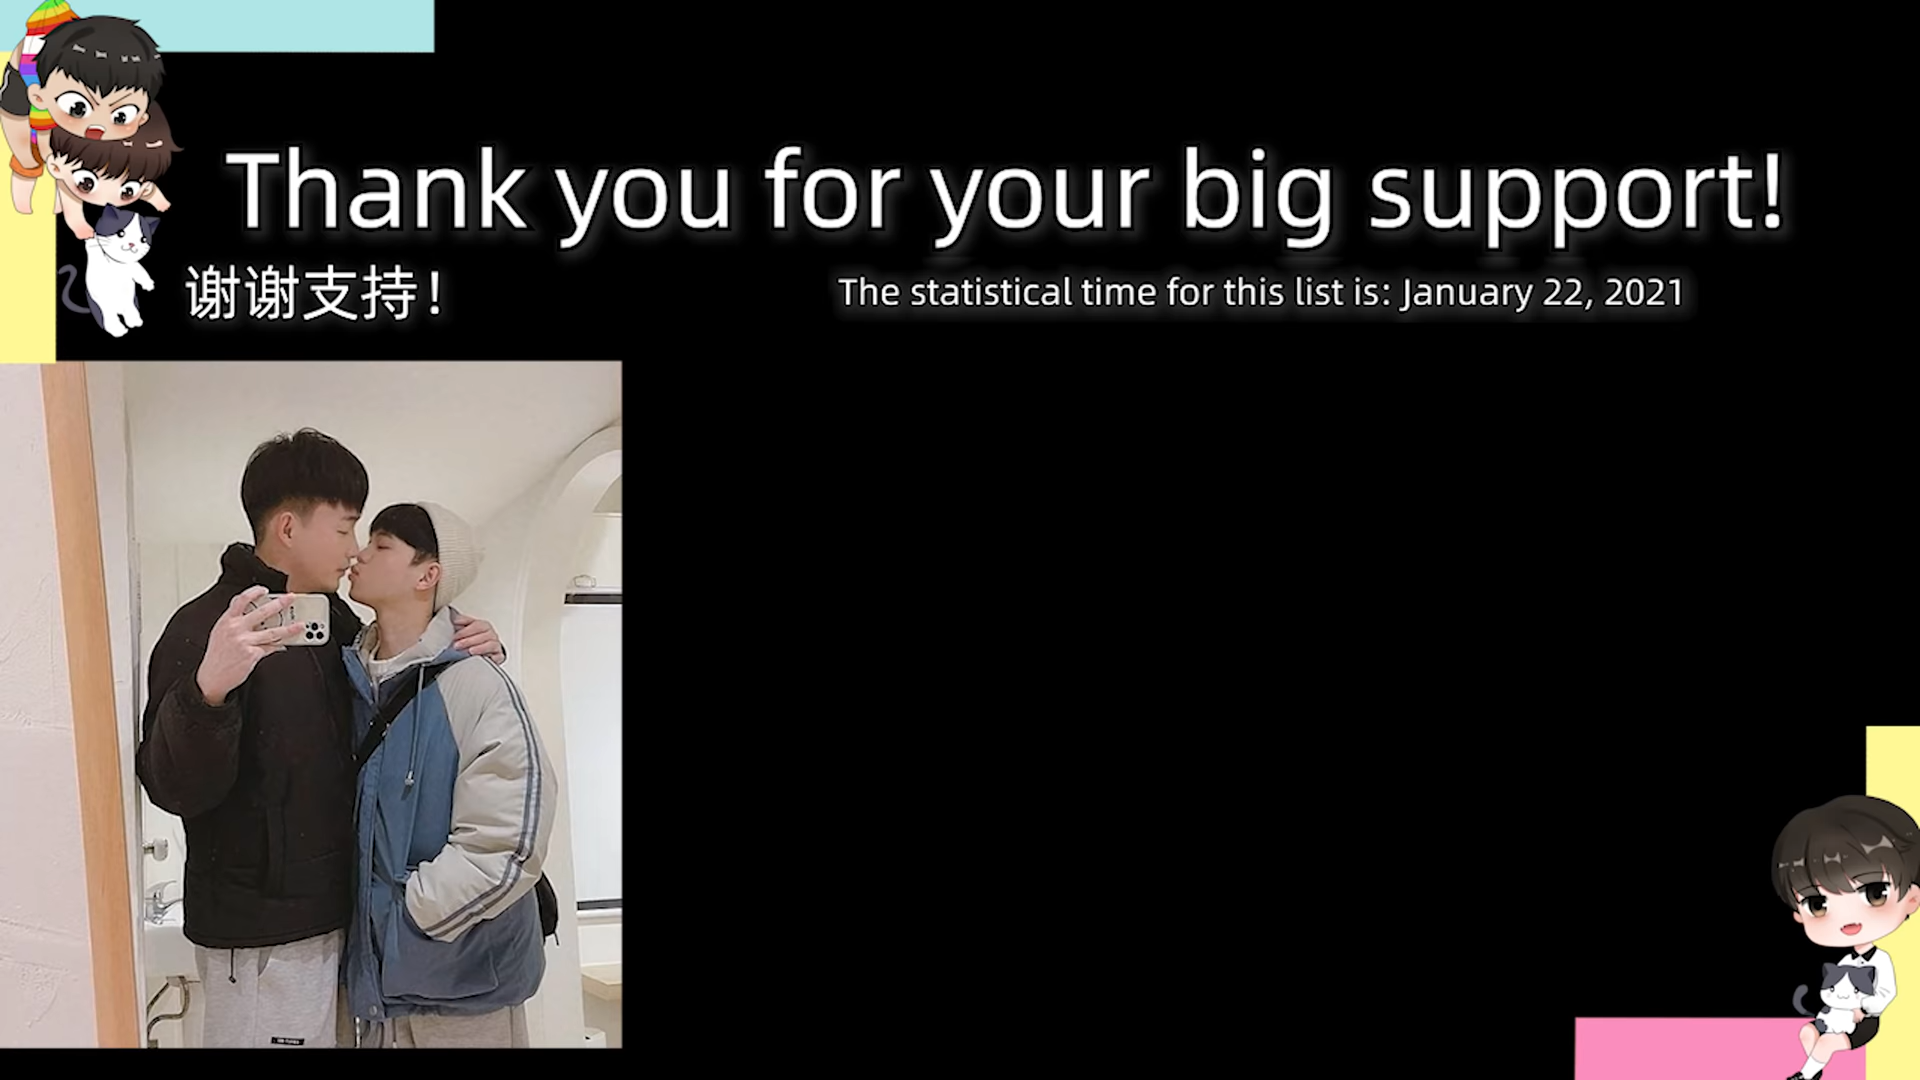 Thank you for your big support!
谢谢支持！
The statistical time for this list is: January 22, 2021